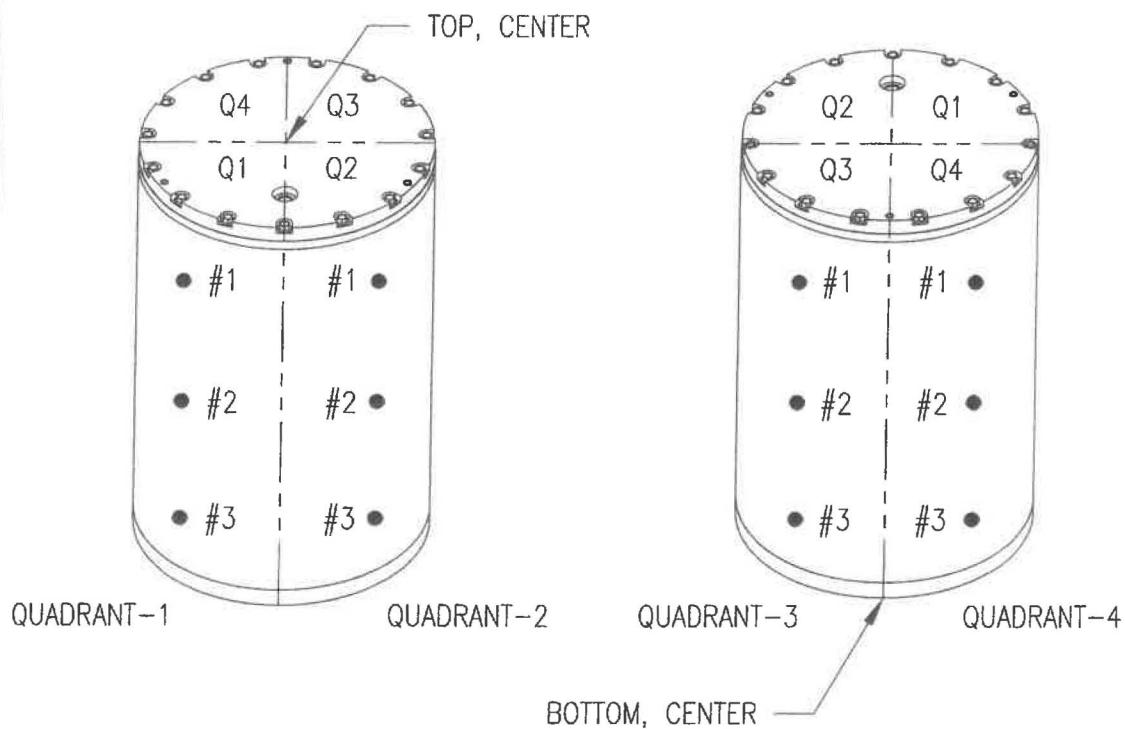 TOP, CENTER
Q4 Q3
Q1 Q2
Q2 Q1
Q3 Q4
#1 #1
#2 #2
#3 #3
#1 #1
#2 #2
#3 #3
QUADRANT-1
QUADRANT-2
QUADRANT-3
QUADRANT-4
BOTTOM, CENTER